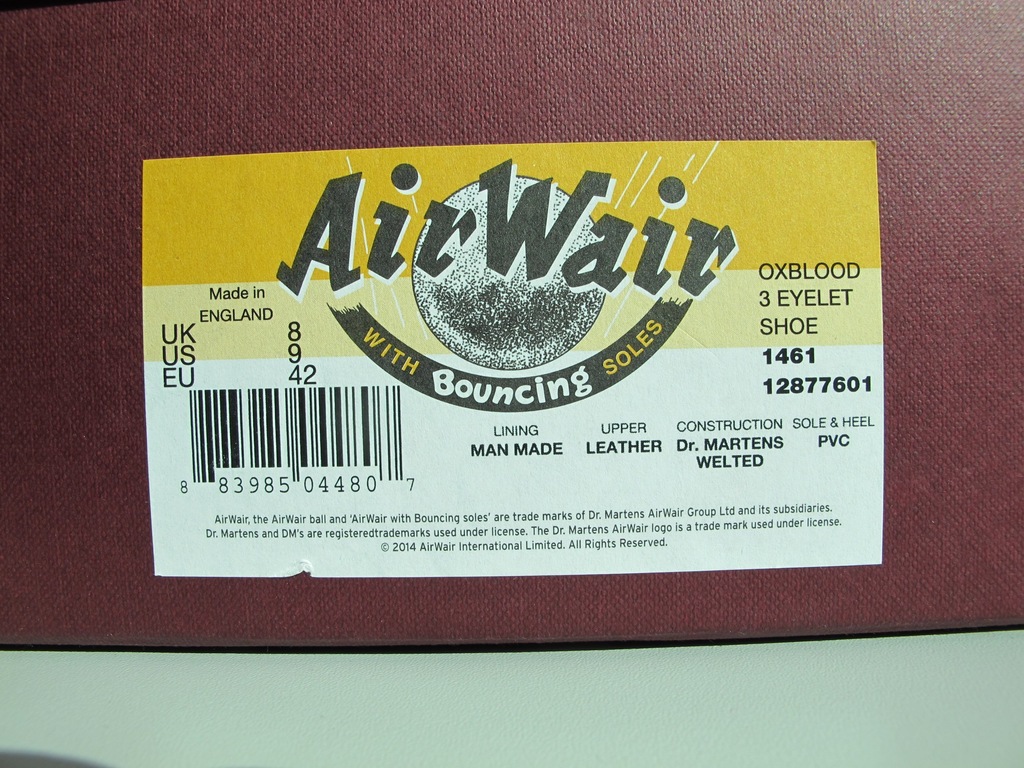 AirWair
WITH Bouncing SOLES
Made in
ENGLAND
UK 8
US 9
EU 42
OXBLOOD
3 EYELET
SHOE
1461
12877601
LINING
MAN MADE
UPPER
LEATHER
CONSTRUCTION
Dr. MARTENS
WELTED
SOLE & HEEL
PVC
8 83985 04480 7
AirWair, the AirWair ball and 'AirWair with Bouncing soles' are trade marks of Dr. Martens AirWair Group Ltd and its subsidiaries.
Dr. Martens and DM's are registeredtrademarks used under license. The Dr. Martens AirWair logo is a trade mark used under license.
© 2014 AirWair International Limited. All Rights Reserved.